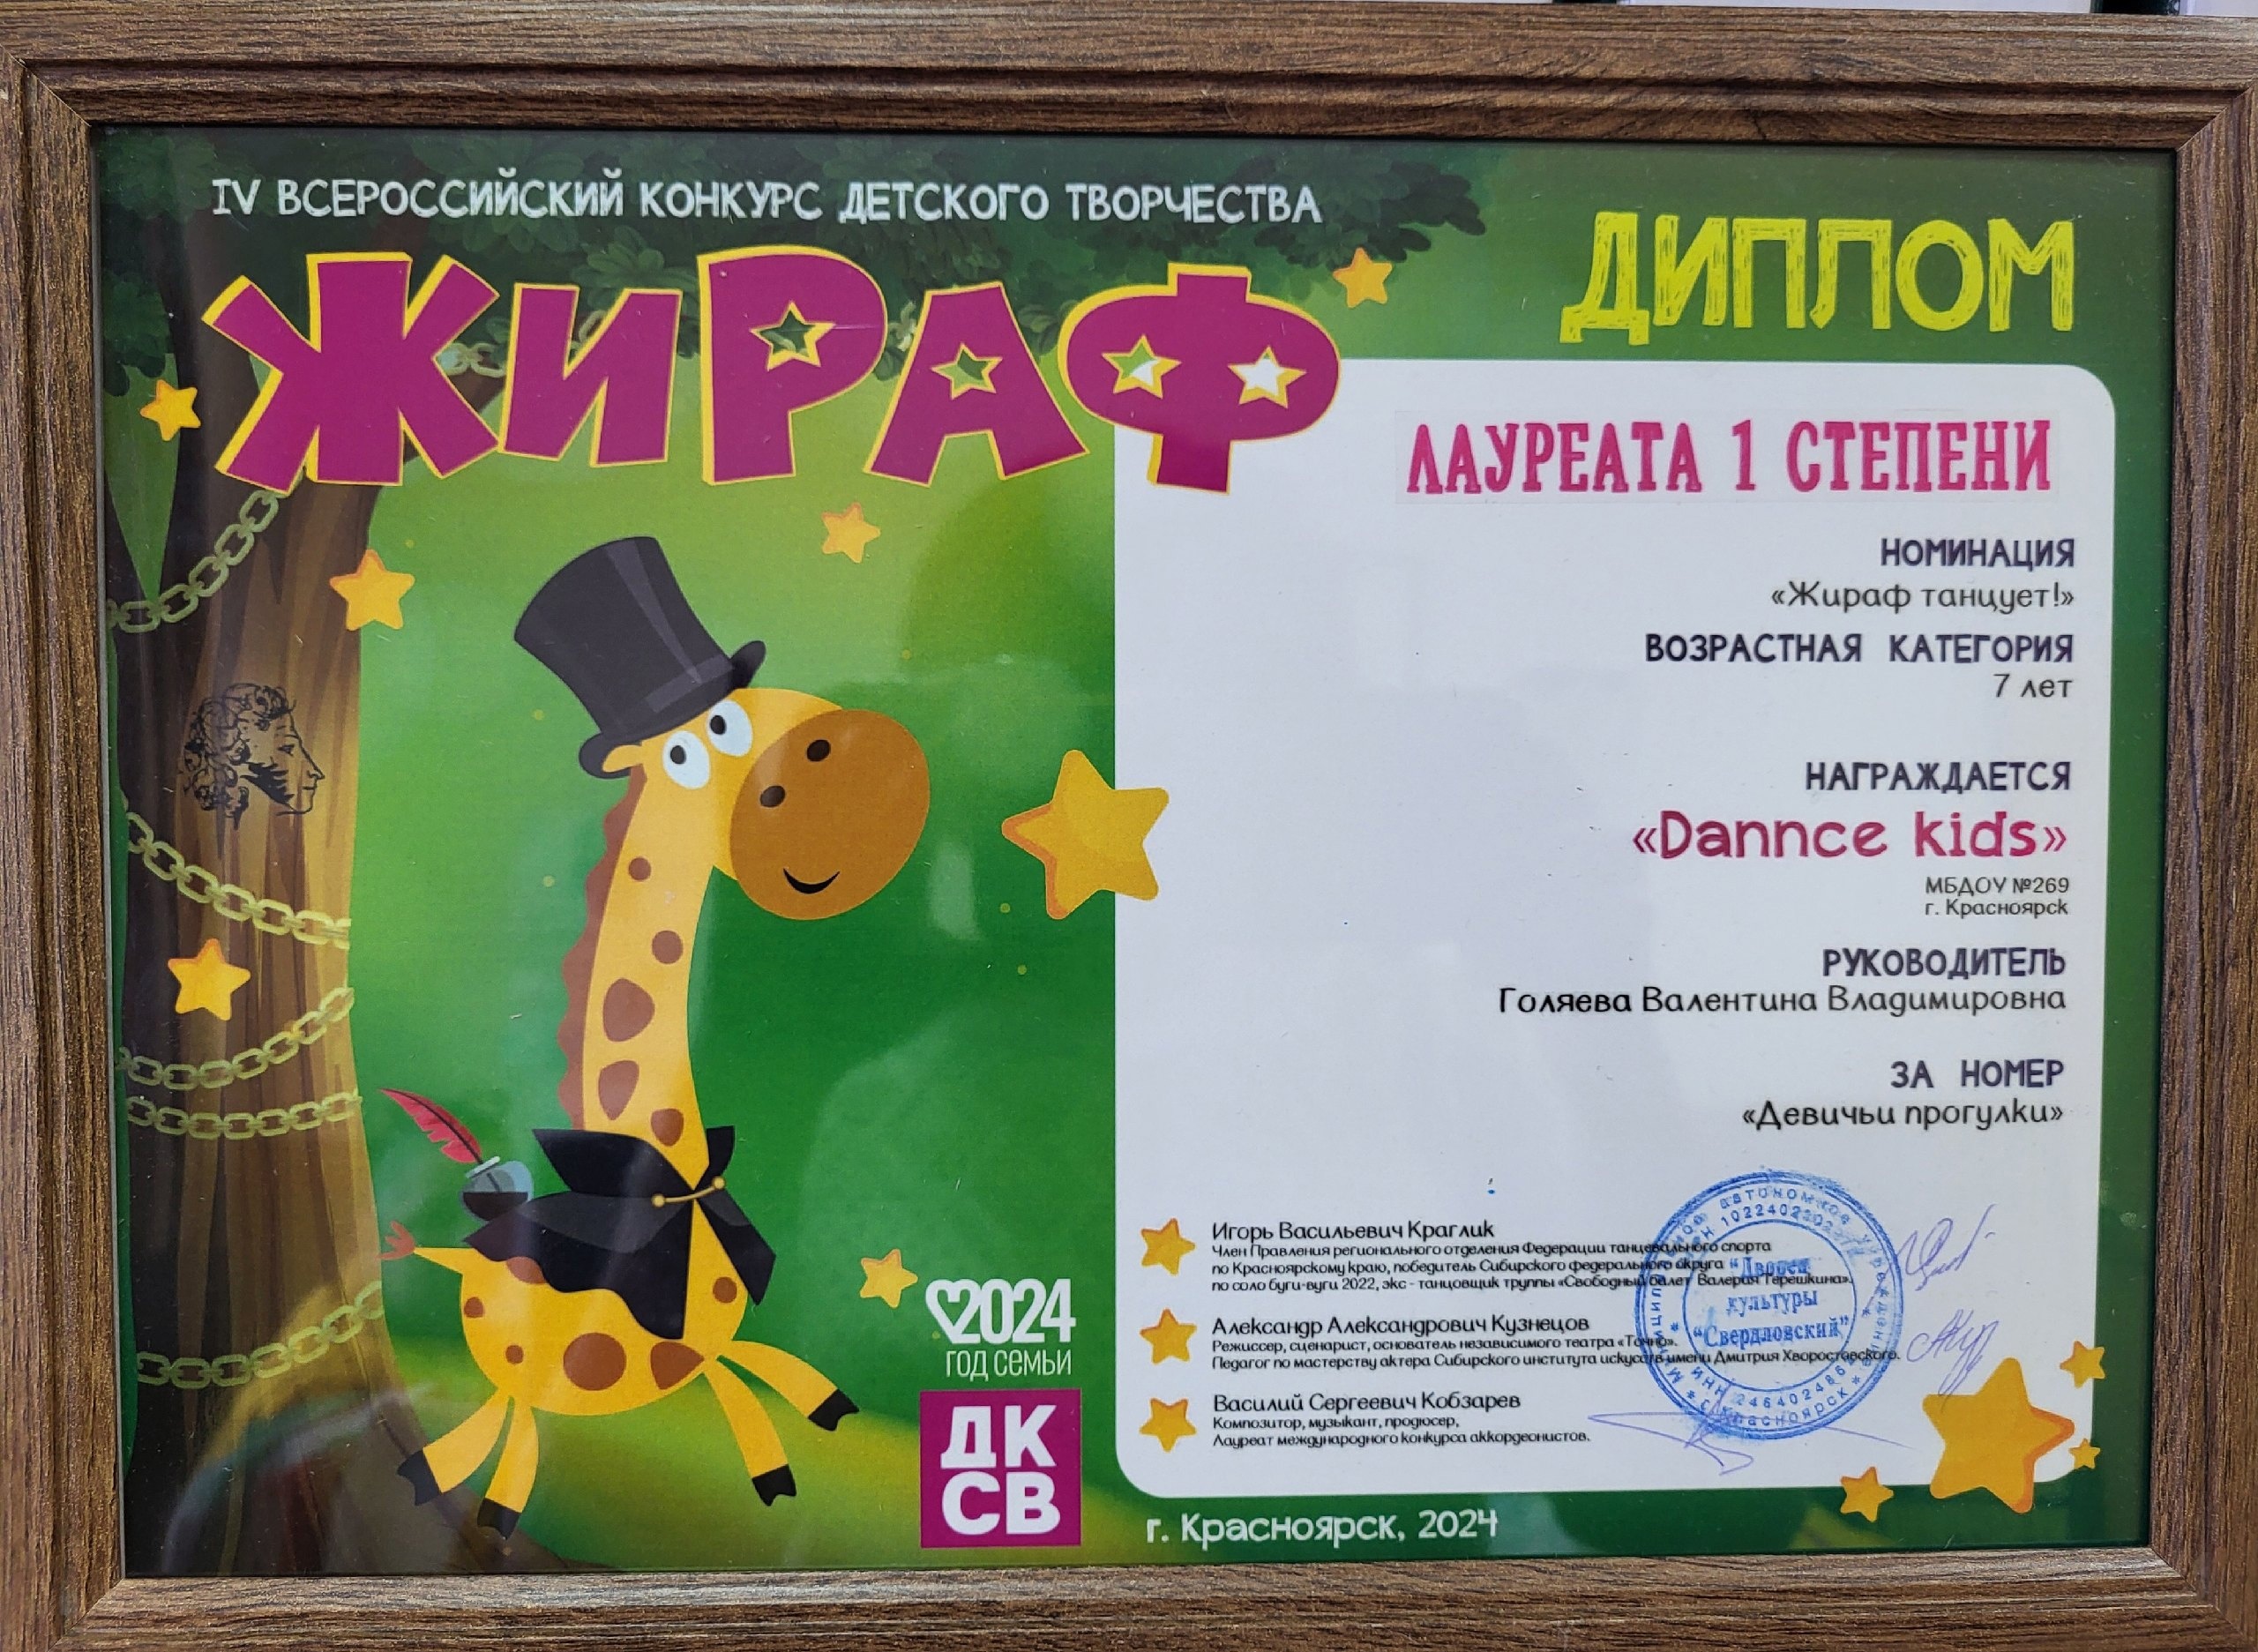 IV ВСЕРОССИЙСКИЙ КОНКУРС ДЕТСКОГО ТВОРЧЕСТВА
ЖИРАФ
ДИПЛОМ
ЛАУРЕАТА 1 СТЕПЕНИ
НОМИНАЦИЯ
«Жираф танцует!»
ВОЗРАСТНАЯ КАТЕГОРИЯ
7 лет
НАГРАЖДАЕТСЯ
«Dannce kids»
МБДОУ №269
г. Красноярск
РУКОВОДИТЕЛЬ
Голяева Валентина Владимировна
ЗА НОМЕР
«Девичьи прогулки»
Игорь Васильевич Краглик
Член Правления регионального отделения Федерации танцевального спорта
по Красноярскому краю, победитель Сибирского федерального округа
по соло буги-вуги 2022, экс - танцовщик труппы «Свободный балет Валерия Терешкина».
Александр Александрович Кузнецов
Режиссер, сценарист, основатель независимого театра «Точно».
Педагог по мастерству актера Сибирского института искусств имени Дмитрия Хворостовского.
Василий Сергеевич Кобзарев
Композитор, музыкант, продюсер,
Лауреат международного конкурса аккордеонистов.
"Дворец
культуры
"Свердловский"
автономное
г. Красноярск
2024
ГОД СЕМЬИ
ДК
СВ
г. Красноярск, 2024